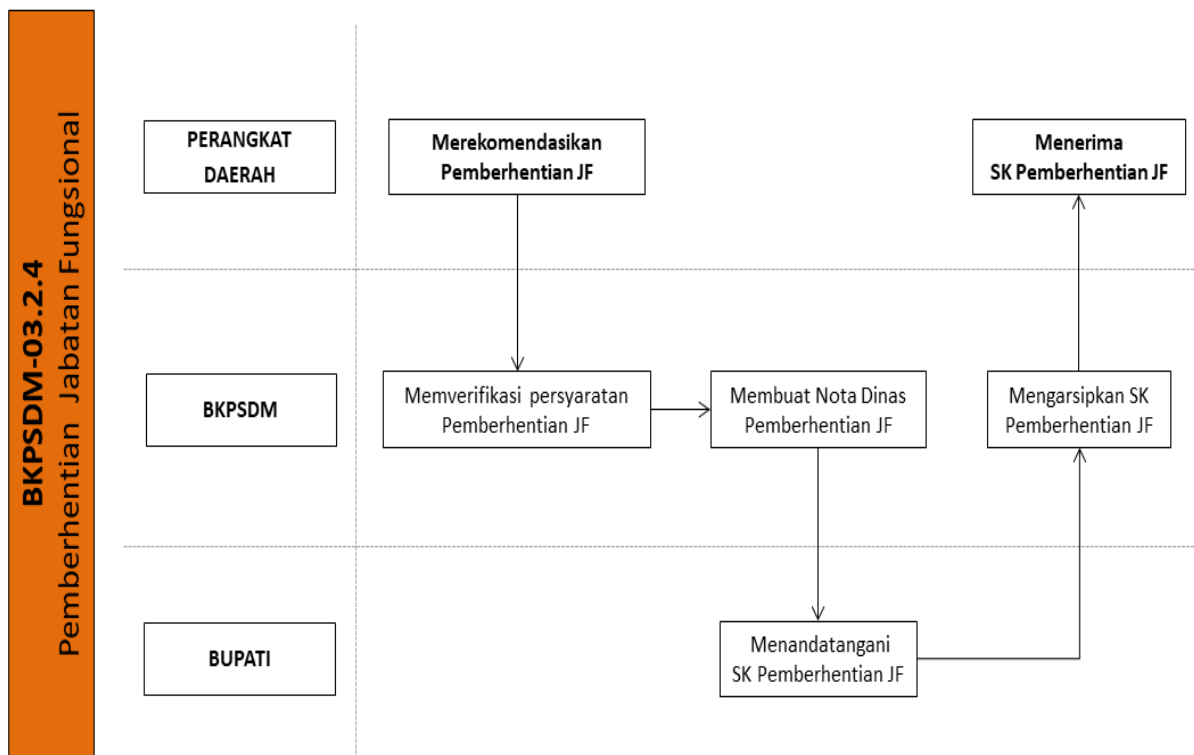 BKPSDM-03.2.4
Pemberhentian Jabatan Fungsional
PERANGKAT
DAERAH
Merekomendasikan
Pemberhentian JF
Menerima
SK Pemberhentian JF
BKPSDM
Memverifikasi persyaratan
Pemberhentian JF
Membuat Nota Dinas
Pemberhentian JF
Mengarsipkan SK
Pemberhentian JF
BUPATI
Menandatangani
SK Pemberhentian JF